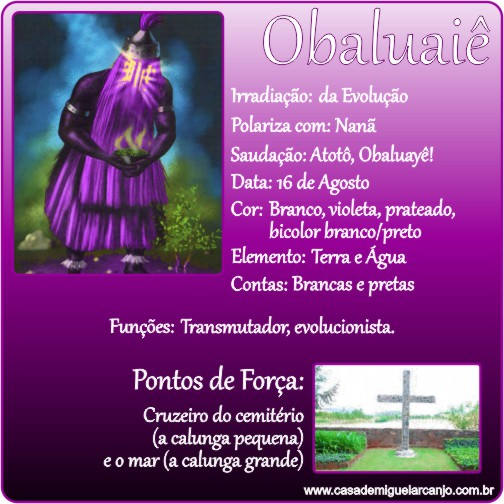 Obaluaiê
Irradiação: da Evolução
Polariza com: Nanã
Saudação: Atotô, Obaluayê!
Data: 16 de Agosto
Cor: Branco, violeta, prateado,
bicolor branco/preto
Elemento: Terra e Água
Contas: Brancas e pretas
Funções: Transmutador, evolucionista.
Pontos de Força:
Cruzeiro do cemitério
(a calunga pequena)
e o mar (a calunga grande)
www.casademiguelarcanjo.com.br